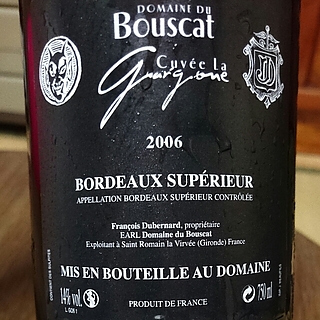 DOMAINE DU
Bouscat
Cuvée La
Gargone
2006
BORDEAUX SUPÉRIEUR
APPELLATION BORDEAUX SUPÉRIEUR CONTRÔLÉE
François Dubernard, propriétaire
EARL Domaine du Bouscat
Exploitant à Saint Romain la Virvée (Gironde) France
MIS EN BOUTEILLE AU DOMAINE
14% vol.
PRODUIT DE FRANCE
750 ml